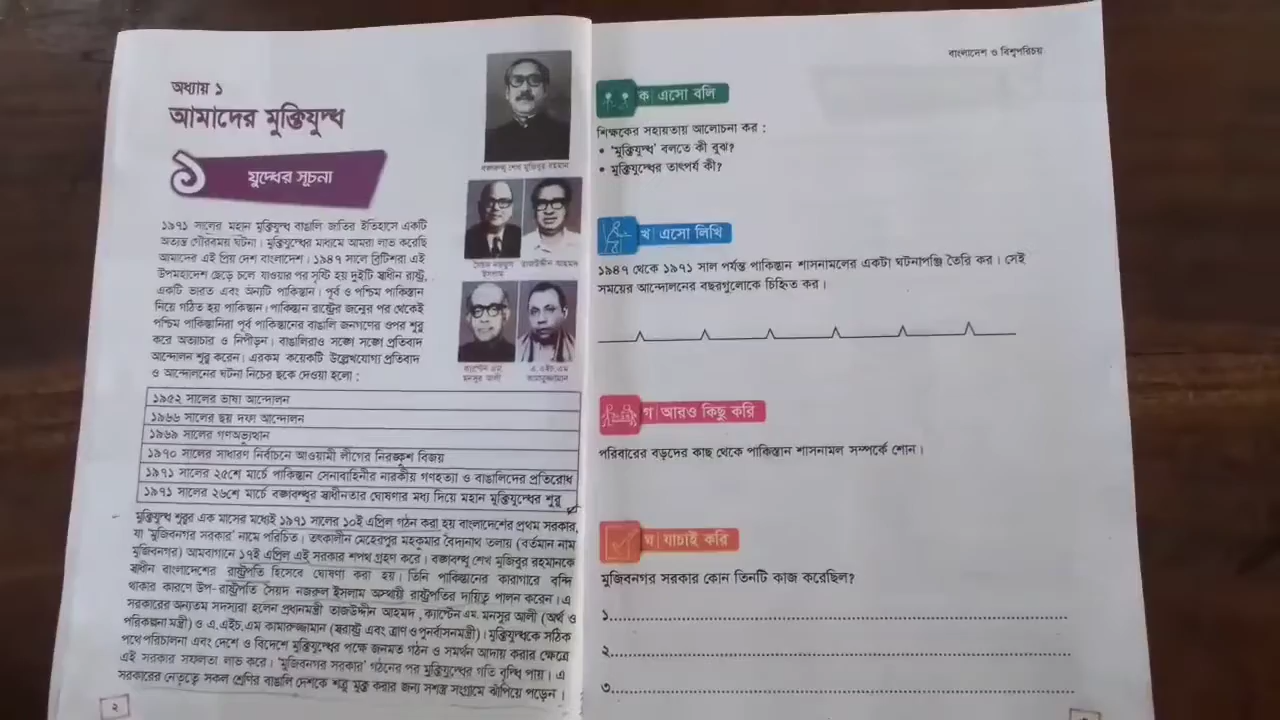 অধ্যায় ১
আমাদের মুক্তিযুদ্ধ
১ যুদ্ধের সূচনা
১৯৭১ সালের মহান মুক্তিযুদ্ধ বাঙালি জাতির ইতিহাসে একটি
অত্যন্ত গৌরবময় ঘটনা। মুক্তিযুদ্ধের মাধ্যমে আমরা লাভ করেছি
আমাদের এই প্রিয় দেশ বাংলাদেশ। ১৯৪৭ সালে ব্রিটিশরা এই
উপমহাদেশ ছেড়ে চলে যাওয়ার পর সৃষ্টি হয় দুইটি স্বাধীন রাষ্ট্র,
একটি ভারত এবং অন্যটি পাকিস্তান। পূর্ব ও পশ্চিম পাকিস্তান
নিয়ে গঠিত হয় পাকিস্তান। পাকিস্তান রাষ্ট্রের জন্মের পর থেকেই
পশ্চিম পাকিস্তানিরা পূর্ব পাকিস্তানের বাঙালি জনগণের ওপর শুরু
করে অত্যাচার ও নিপীড়ন। বাঙালিরাও সঙ্গে সঙ্গে প্রতিবাদ
আন্দোলন শুরু করেন। এরকম কয়েকটি উল্লেখযোগ্য প্রতিবাদ
ও আন্দোলনের ঘটনা নিচের ছকে দেওয়া হলো :
বঙ্গবন্ধু শেখ মুজিবুর রহমান
সৈয়দ নজরুল ইসলাম
তাজউদ্দীন আহমদ
ক্যাপ্টেন এম মনসুর আলী
এ. এইচ. এম কামারুজ্জামান
১৯৫২ সালের ভাষা আন্দোলন
১৯৬৬ সালের ছয় দফা আন্দোলন
১৯৬৯ সালের গণঅভ্যুত্থান
১৯৭০ সালের সাধারণ নির্বাচনে আওয়ামী লীগের নিরঙ্কুশ বিজয়
১৯৭১ সালের ২৫শে মার্চে পাকিস্তান সেনাবাহিনীর নারকীয় গণহত্যা ও বাঙালিদের প্রতিরোধ
১৯৭১ সালের ২৬শে মার্চে বঙ্গবন্ধুর স্বাধীনতার ঘোষণার মধ্য দিয়ে মহান মুক্তিযুদ্ধের শুরু
মুক্তিযুদ্ধ শুরুর এক মাসের মধ্যেই ১৯৭১ সালের ১০ই এপ্রিল গঠন করা হয় বাংলাদেশের প্রথম সরকার,
যা 'মুজিবনগর সরকার' নামে পরিচিত। তৎকালীন মেহেরপুর মহকুমার বৈদ্যনাথ তলায় (বর্তমান নাম
মুজিবনগর) আমবাগানে ১৭ই এপ্রিল এই সরকার শপথ গ্রহণ করে। বঙ্গবন্ধু শেখ মুজিবুর রহমানকে
স্বাধীন বাংলাদেশের রাষ্ট্রপতি হিসেবে ঘোষণা করা হয়। তিনি পাকিস্তানের কারাগারে বন্দি
থাকার কারণে উপ-রাষ্ট্রপতি সৈয়দ নজরুল ইসলাম অস্থায়ী রাষ্ট্রপতির দায়িত্ব পালন করেন। এ
সরকারের অন্যতম সদস্যরা হলেন প্রধানমন্ত্রী তাজউদ্দীন আহমদ, ক্যাপ্টেন এম. মনসুর আলী (অর্থ ও
পরিকল্পনা মন্ত্রী) ও এ.এইচ.এম কামারুজ্জামান (স্বরাষ্ট্র এবং ত্রাণ ও পুনর্বাসনমন্ত্রী)। মুক্তিযুদ্ধকে সঠিক
পথে পরিচালনা এবং দেশে ও বিদেশে মুক্তিযুদ্ধের পক্ষে জনমত গঠন ও সমর্থন আদায় করার ক্ষেত্রে
এই সরকার সফলতা লাভ করে। 'মুজিবনগর সরকার' গঠনের পর মুক্তিযুদ্ধের গতি বৃদ্ধি পায়। এ
সরকারের নেতৃত্বে সকল শ্রেণির বাঙালি দেশকে শত্রু মুক্ত করার জন্য সশস্ত্র সংগ্রামে ঝাঁপিয়ে পড়েন।
২
বাংলাদেশ ও বিশ্বপরিচয়
ক | এসো বলি
শিক্ষকের সহায়তায় আলোচনা কর :
• 'মুক্তিযুদ্ধ' বলতে কী বুঝ?
• মুক্তিযুদ্ধের তাৎপর্য কী?
খ | এসো লিখি
১৯৪৭ থেকে ১৯৭১ সাল পর্যন্ত পাকিস্তান শাসনামলের একটা ঘটনাপঞ্জি তৈরি কর। সেই
সময়ের আন্দোলনের বছরগুলোকে চিহ্নিত কর।
গ | আরও কিছু করি
পরিবারের বড়দের কাছ থেকে পাকিস্তান শাসনামল সম্পর্কে শোন।
ঘ | যাচাই করি
মুজিবনগর সরকার কোন তিনটি কাজ করেছিল?
১
২
৩